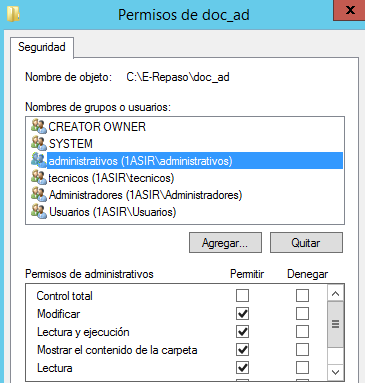 Permisos de doc_ad
Seguridad
Nombre de objeto: C:\E-Repaso\doc_ad
Nombres de grupos o usuarios:
CREATOR OWNER
SYSTEM
administrativos (1ASIR\administrativos)
tecnicos (1ASIR\tecnicos)
Administradores (1ASIR\Administradores)
Usuarios (1ASIR\Usuarios)
Agregar... Quitar
Permisos de administrativos Permitir Denegar
Control total
Modificar
Lectura y ejecución
Mostrar el contenido de la carpeta
Lectura